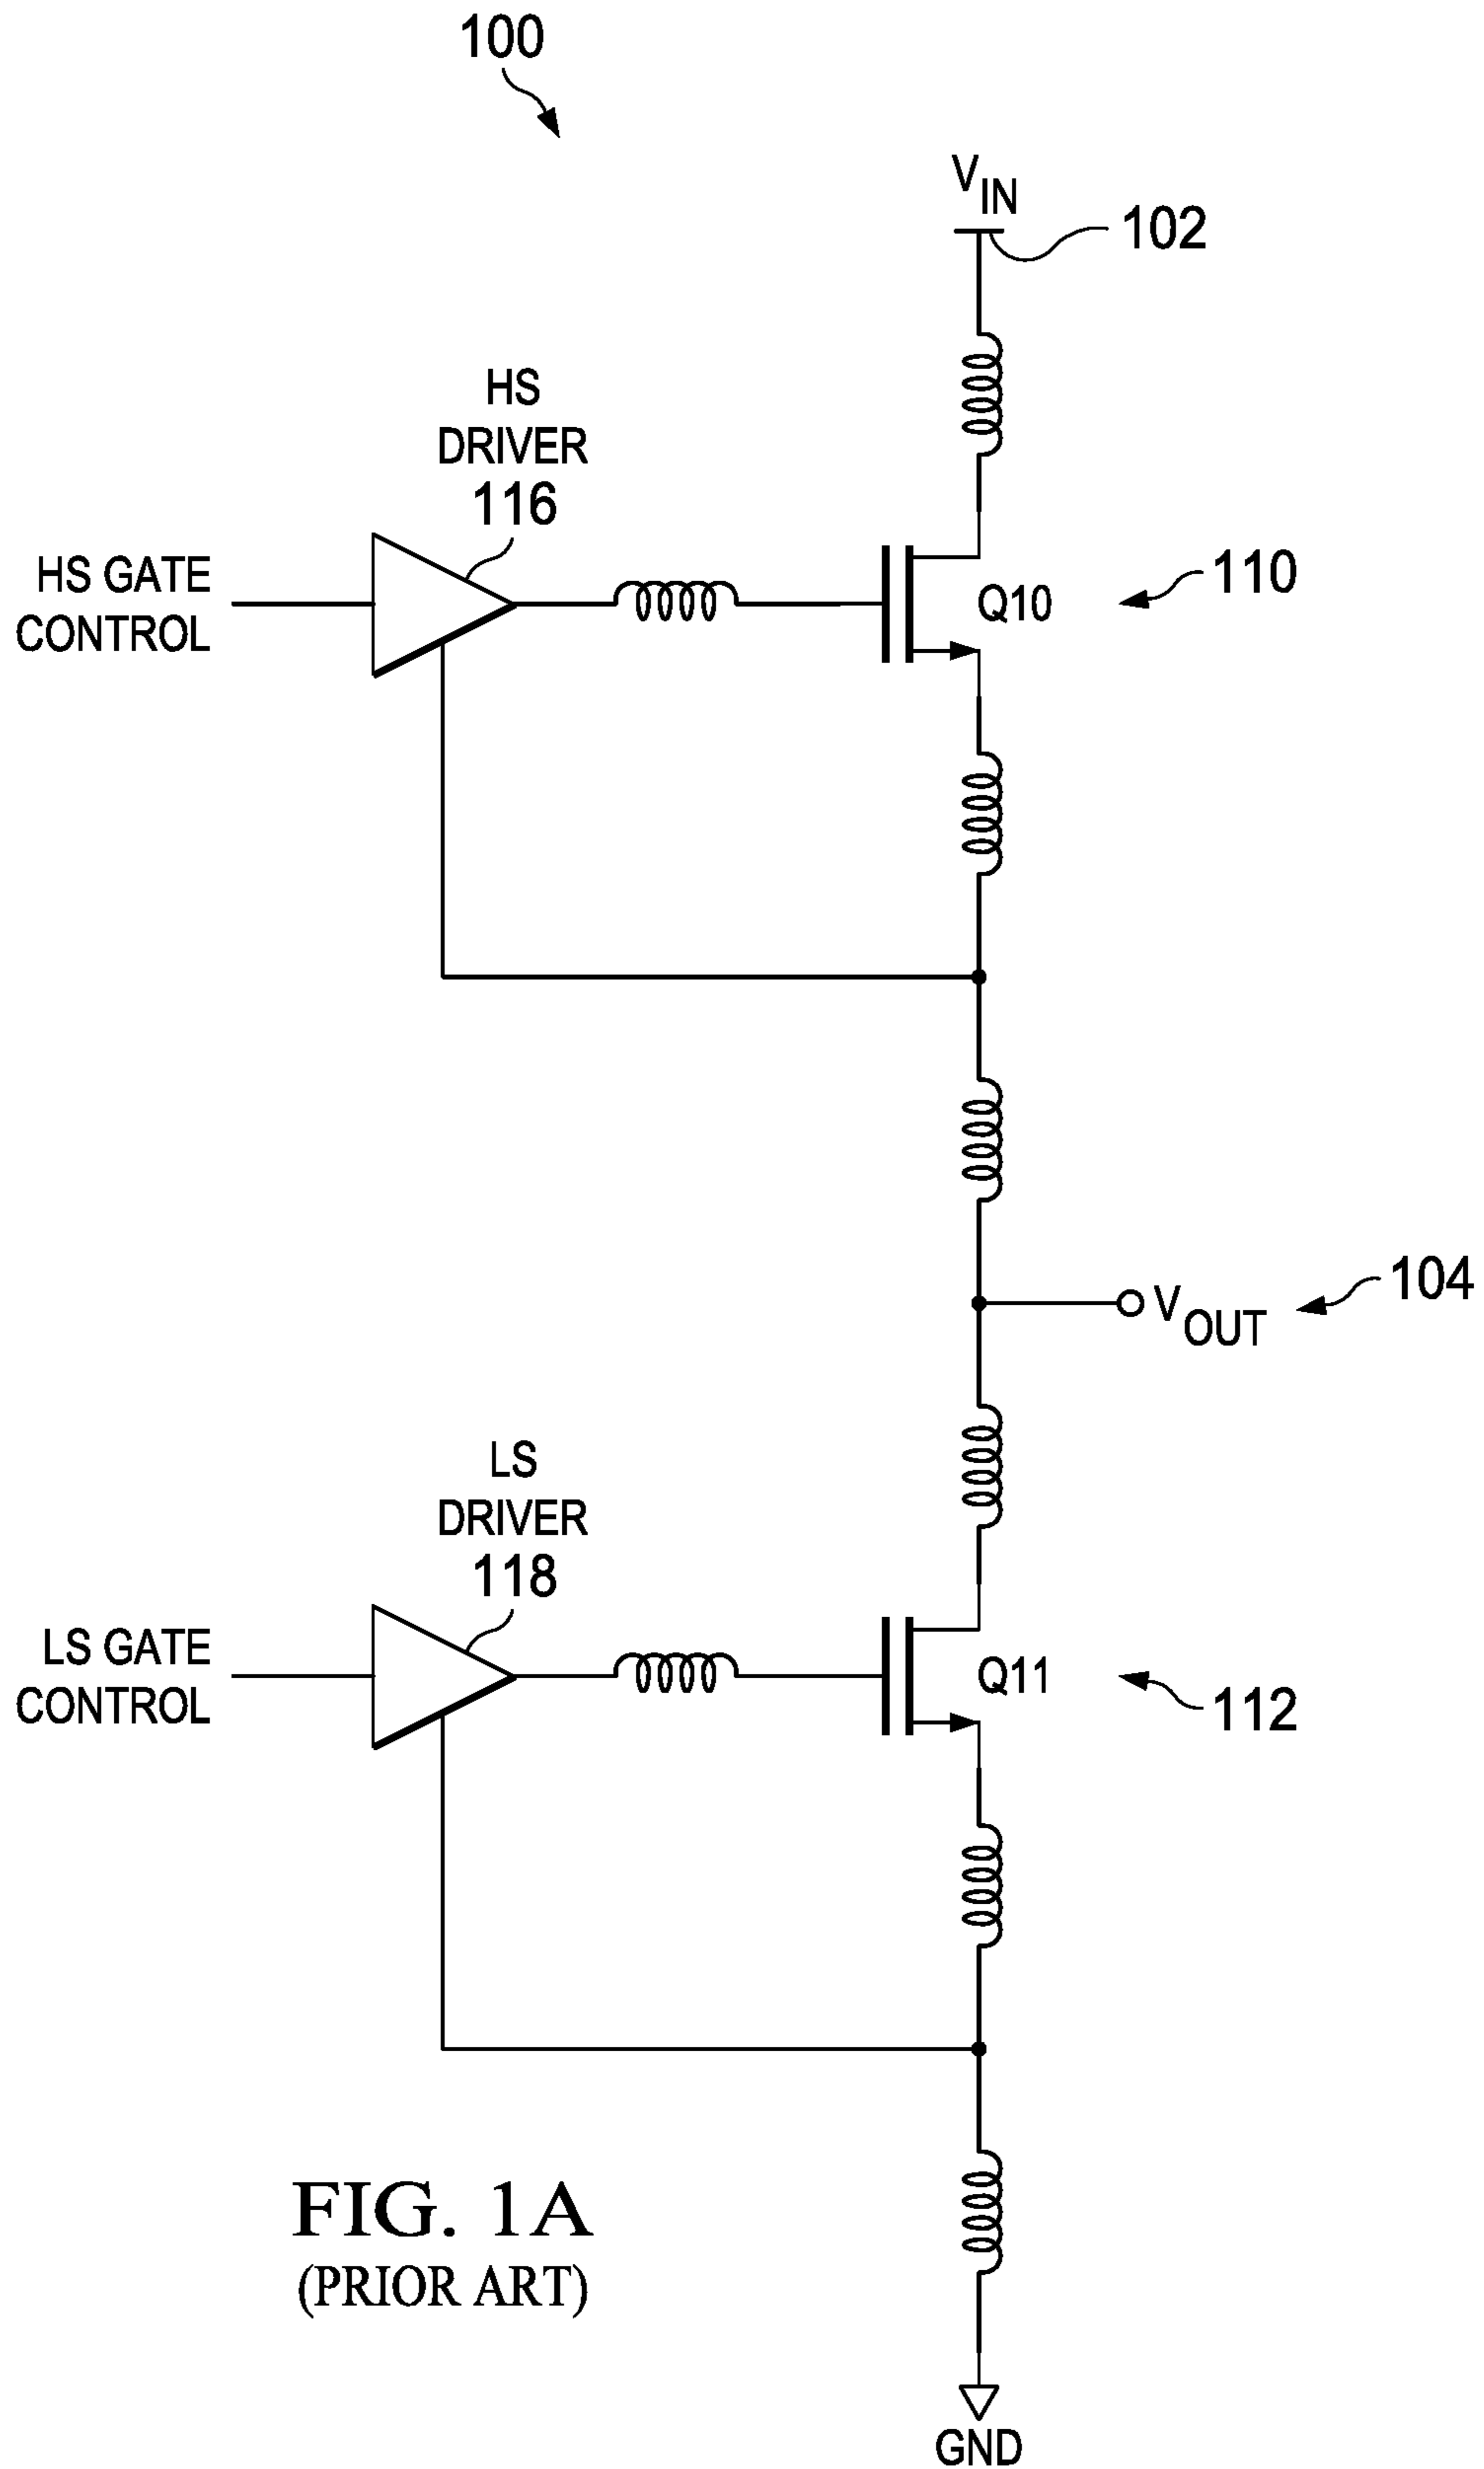 100
V IN
102
HS
DRIVER
116
HS GATE
CONTROL
Q10
110
V OUT
104
LS
DRIVER
118
LS GATE
CONTROL
Q11
112
FIG. 1A
(PRIOR ART)
GND